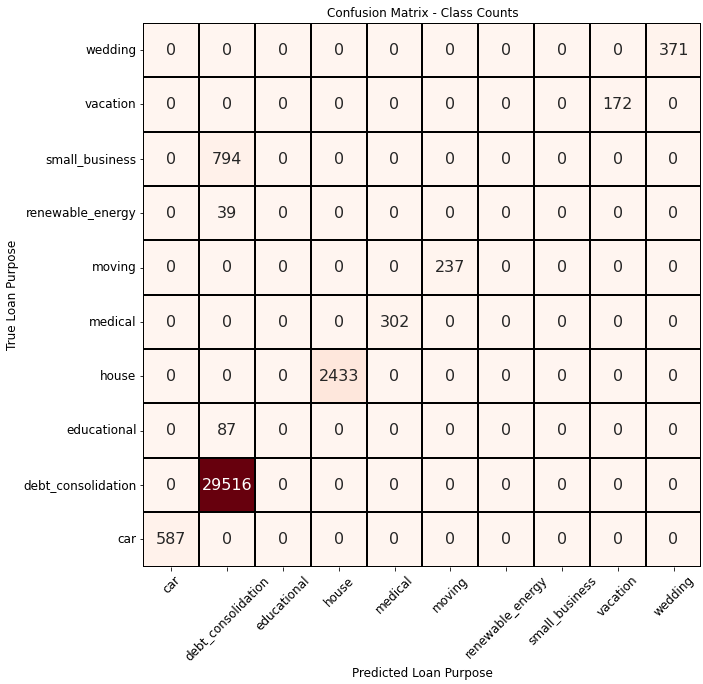 Confusion Matrix - Class Counts
True Loan Purpose
wedding 0 0 0 0 0 0 0 0 0 371
vacation 0 0 0 0 0 0 0 0 172 0
small_business 0 794 0 0 0 0 0 0 0 0
renewable_energy 0 39 0 0 0 0 0 0 0 0
moving 0 0 0 0 0 237 0 0 0 0
medical 0 0 0 0 302 0 0 0 0 0
house 0 0 0 2433 0 0 0 0 0 0
educational 0 87 0 0 0 0 0 0 0 0
debt_consolidation 0 29516 0 0 0 0 0 0 0 0
car 587 0 0 0 0 0 0 0 0 0
car debt_consolidation educational house medical moving renewable_energy small_business vacation wedding
Predicted Loan Purpose